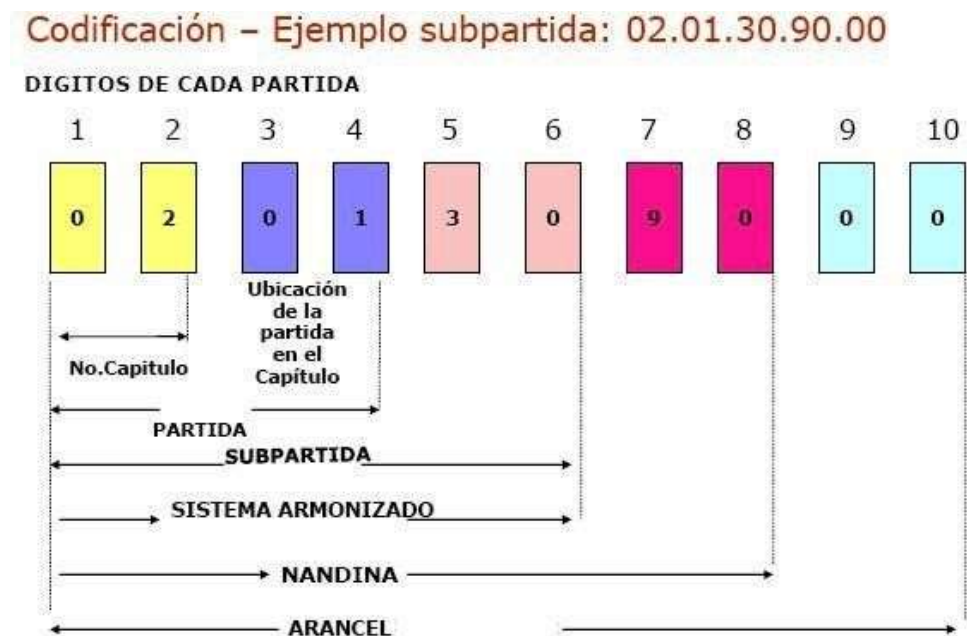 Codificación – Ejemplo subpartida: 02.01.30.90.00
DIGITOS DE CADA PARTIDA
1 2 3 4 5 6 7 8 9 10
0 2 0 1 3 0 9 0 0 0
Ubicación
de la
partida
en el
Capítulo
No.Capitulo
PARTIDA
SUBPARTIDA
SISTEMA ARMONIZADO
NANDINA
ARANCEL